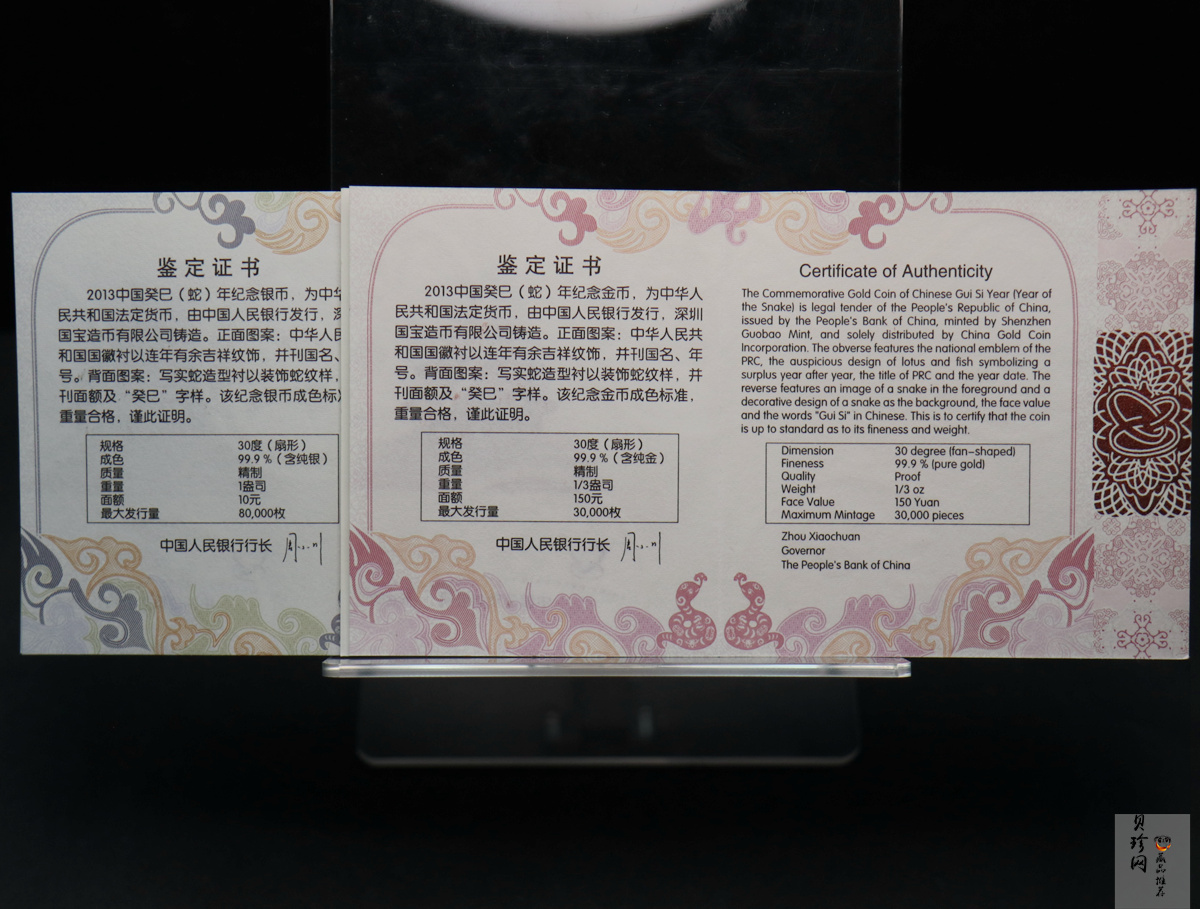 鉴定证书
2013中国癸巳（蛇）年纪念银币，为中华
民共和国法定货币，由中国人民银行发行，深
国宝造币有限公司铸造。正面图案：中华人民
和国国徽衬以连年有余吉祥纹饰，并刊国名、
号。背面图案：写实蛇造型衬以装饰蛇纹样，
刊面额及“癸巳”字样。该纪念银币成色标准
重量合格，谨此证明。
规格 30度（扇形）
成色 99.9％（含纯银）
质量 精制
重量 1盎司
面额 10元
最大发行量 80,000枚
中国人民银行行长
鉴定证书
2013中国癸巳（蛇）年纪念金币，为中华人
民共和国法定货币，由中国人民银行发行，深圳
国宝造币有限公司铸造。正面图案：中华人民共
和国国徽衬以连年有余吉祥纹饰，并刊国名、年
号。背面图案：写实蛇造型衬以装饰蛇纹样，并
刊面额及“癸巳”字样。该纪念金币成色标准，
重量合格，谨此证明。
规格 30度（扇形）
成色 99.9％（含纯金）
质量 精制
重量 1/3盎司
面额 150元
最大发行量 30,000枚
中国人民银行行长
Certificate of Authenticity
The Commemorative Gold Coin of Chinese Gui Si Year (Year of
the Snake) is legal tender of the People's Republic of China,
issued by the People's Bank of China, minted by Shenzhen
Guobao Mint, and solely distributed by China Gold Coin
Incorporation. The obverse features the national emblem of the
PRC, the auspicious design of lotus and fish symbolizing a
surplus year after year, the title of PRC and the year date. The
reverse features an image of a snake in the foreground and a
decorative design of a snake as the background, the face value
and the words "Gui Si" in Chinese. This is to certify that the coin
is up to standard as to its fineness and weight.
Dimension 30 degree (fan-shaped)
Fineness 99.9 % (pure gold)
Quality Proof
Weight 1/3 oz
Face Value 150 Yuan
Maximum Mintage 30,000 pieces
Zhou Xiaochuan
Governor
The People's Bank of China
贝珍网
藏品推荐